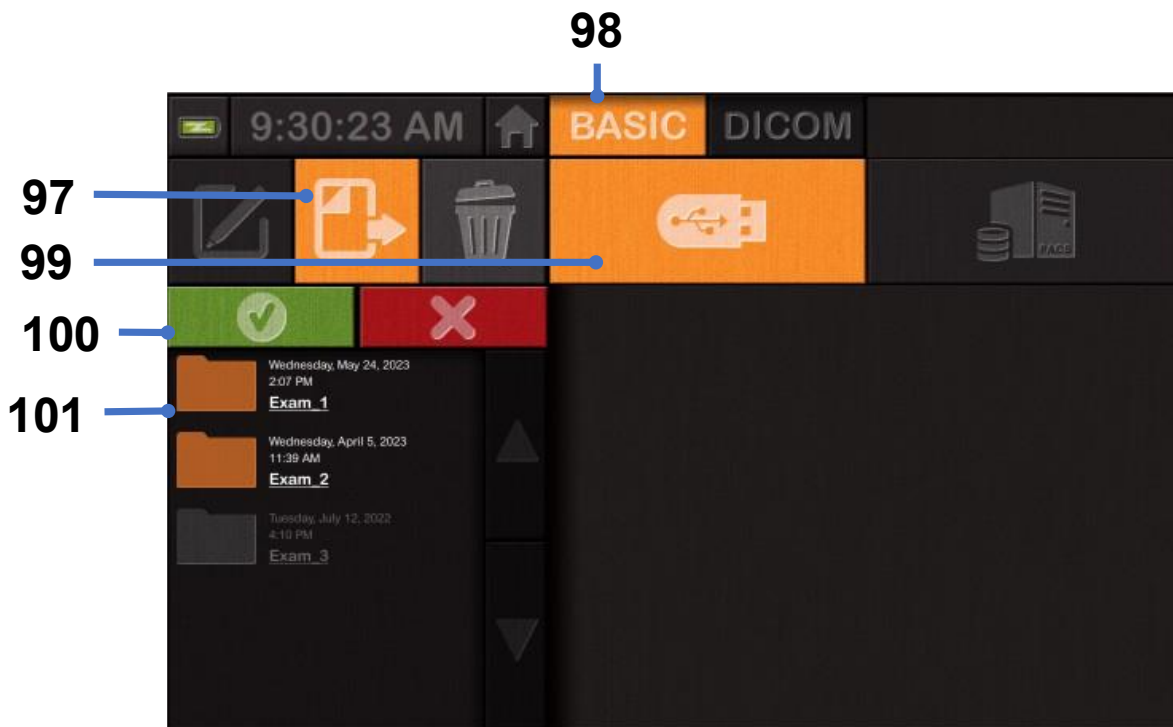 98
9:30:23 AM BASIC DICOM
97
PACS
99
100
Wednesday, May 24, 2023
2:07 PM
Exam_1
101
Wednesday, April 5, 2023
11:39 AM
Exam_2
Tuesday, July 12, 2022
4:10 PM
Exam_3